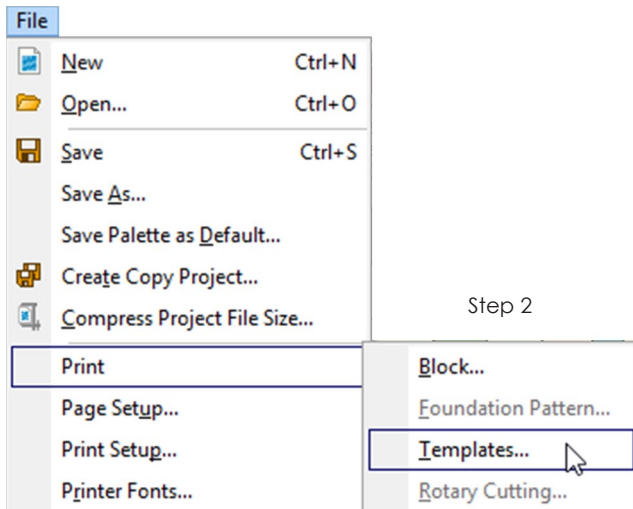 File
New Ctrl+N
Open... Ctrl+O
Save Ctrl+S
Save As...
Save Palette as Default...
Create Copy Project...
Compress Project File Size...
Step 2
Print
Block...
Page Setup...
Foundation Pattern...
Print Setup...
Templates...
Printer Fonts...
Rotary Cutting...